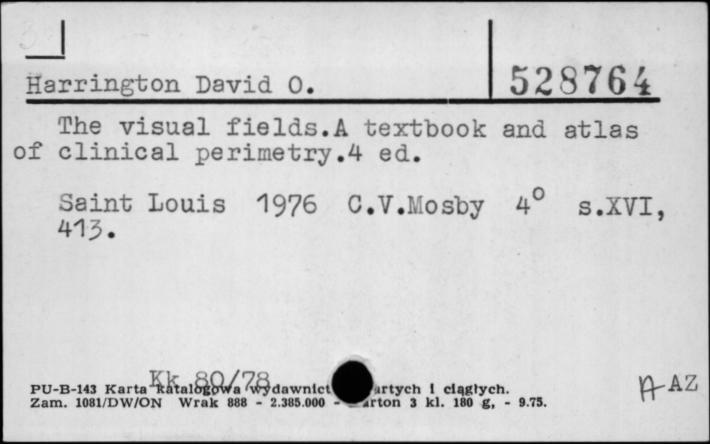 Harrington David O.
528764
The visual fields.A textbook and atlas
of clinical perimetry.4 ed.
Saint Louis 1976 C.V.Mosby 4° s.XVI,
413.
Kk 80/78
PU-B-143 Karta katalogowa wydawnict artych i ciągłych.
Zam. 1081/DW/ON Wrak 888 - 2.385.000 - arton 3 kl. 180 g, - 9.75.
AZ